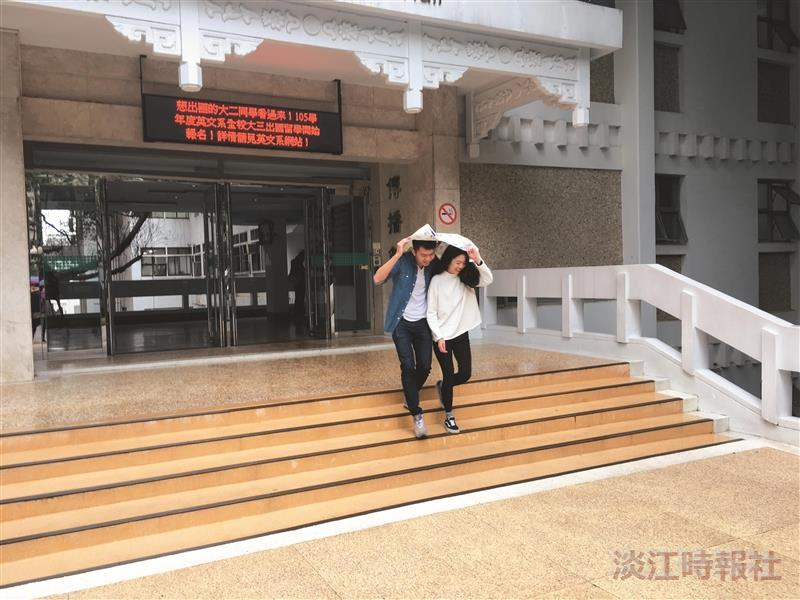 想出國的大二同學看過來！105學
年度英文系全校大三出國留學開始
報名！詳情請見英文系網站！
傳播
淡江時報社